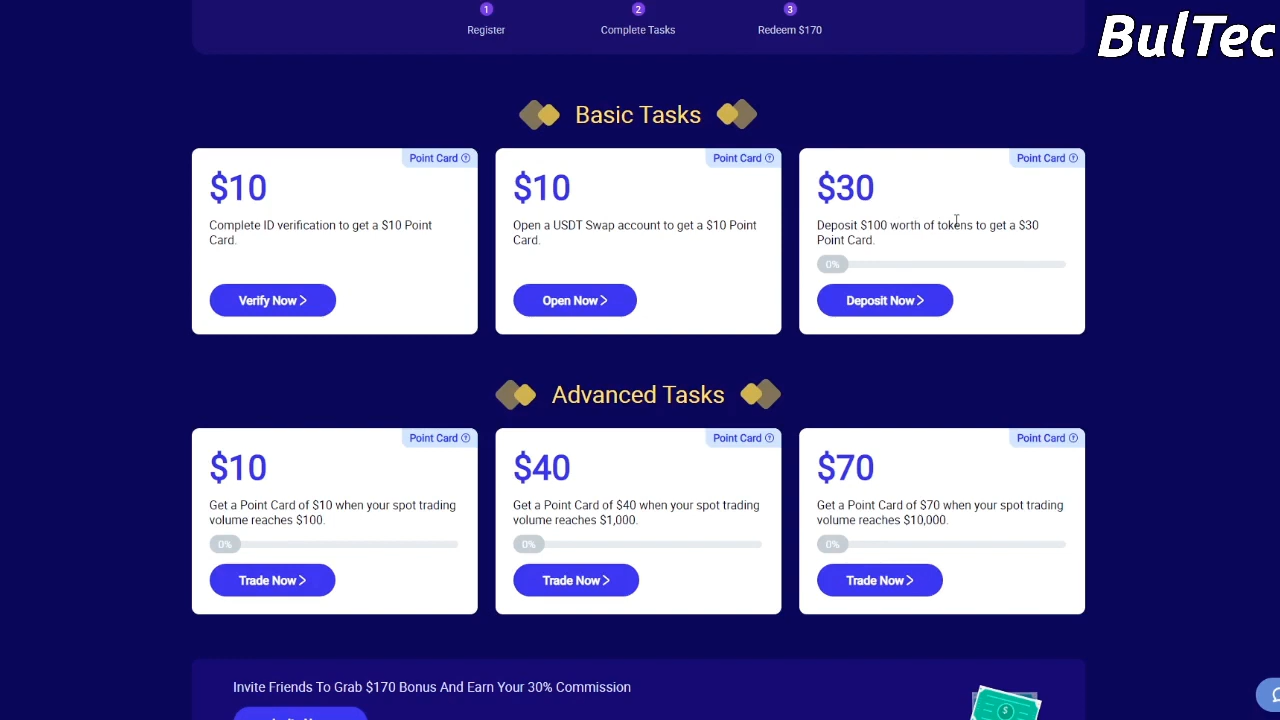 BulTec
1 2 3
Register Complete Tasks Redeem $170
Basic Tasks
Point Card
$10
Complete ID verification to get a $10 Point
Card.
Verify Now >
Point Card
$10
Open a USDT Swap account to get a $10 Point
Card.
Open Now >
Point Card
$30
Deposit $100 worth of tokens to get a $30
Point Card.
0%
Deposit Now >
Advanced Tasks
Point Card
$10
Get a Point Card of $10 when your spot trading
volume reaches $100.
0%
Trade Now >
Point Card
$40
Get a Point Card of $40 when your spot trading
volume reaches $1,000.
0%
Trade Now >
Point Card
$70
Get a Point Card of $70 when your spot trading
volume reaches $10,000.
0%
Trade Now >
Invite Friends To Grab $170 Bonus And Earn Your 30% Commission